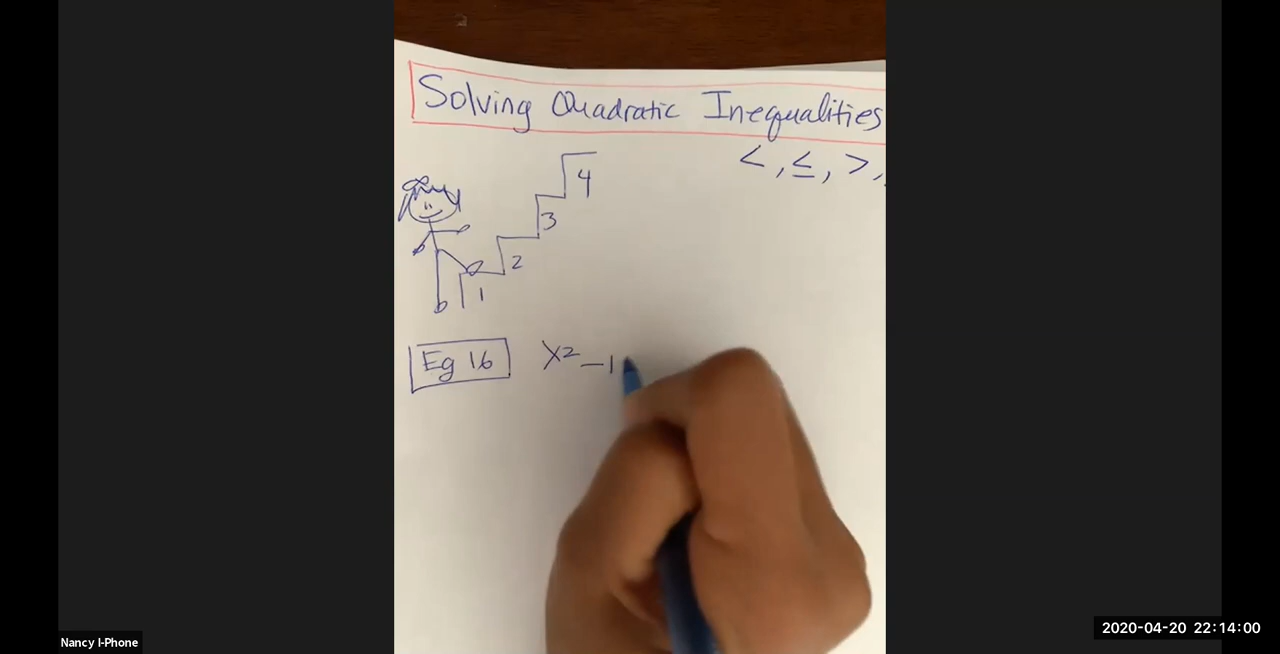 Solving Quadratic Inequalities
<, ≤, >,
4
3
2
1
Eg 16 x² - 1
Nancy I-Phone
2020-04-20 22:14:00